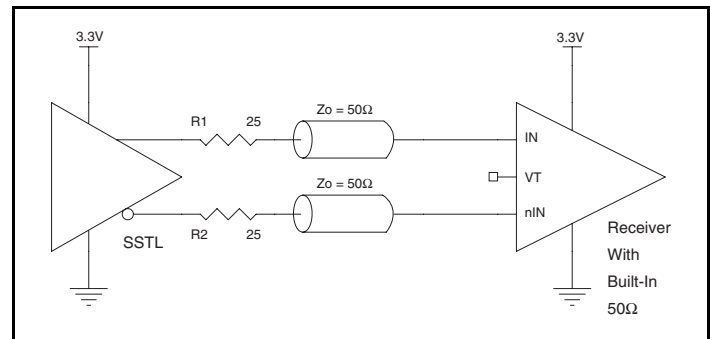 3.3V
3.3V
R1 25
Zo = 50Ω
IN
Zo = 50Ω
VT
nIN
SSTL
R2 25
Receiver
With
Built-In
50Ω